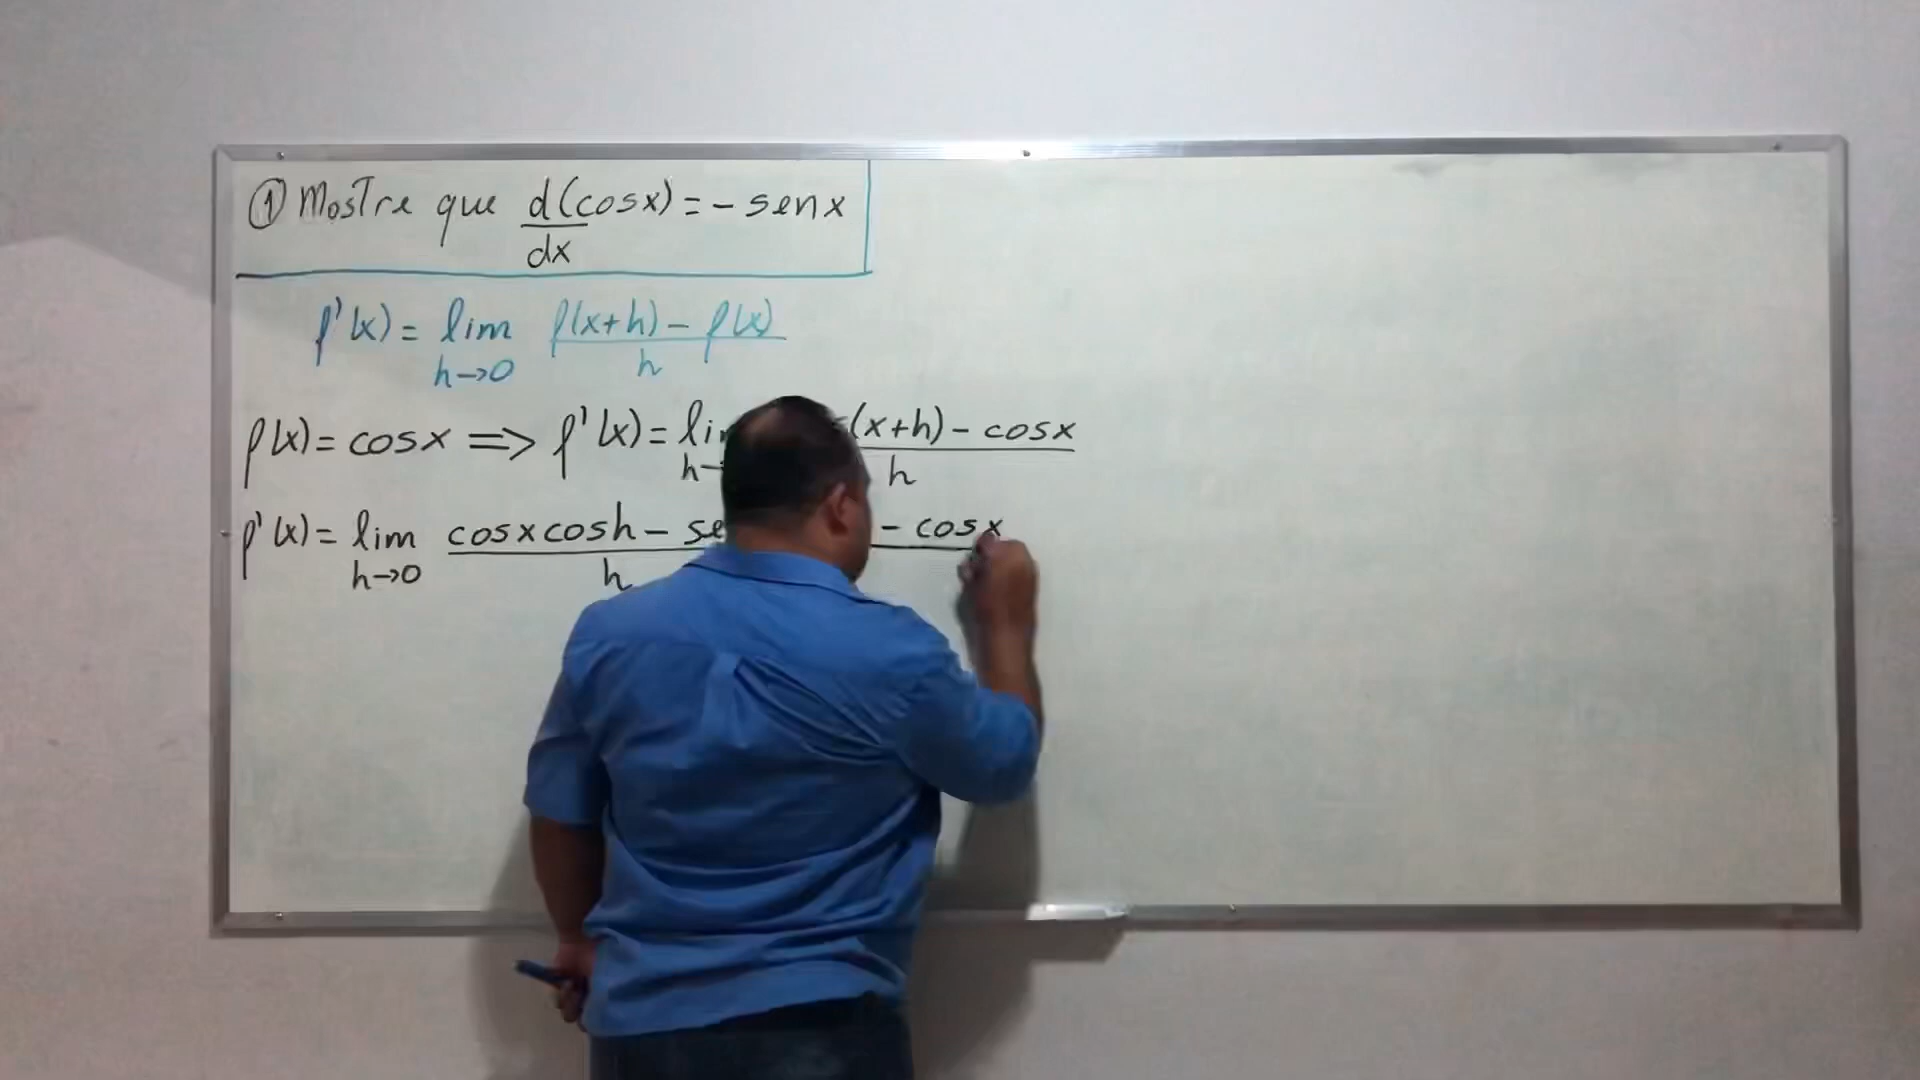 ① Mostre que d(cosx)/dx = - senx
f'(x) = lim h→0 f(x+h) - f(x) / h
f(x) = cosx => f'(x) = (x+h) - cosx / h
f'(x) = lim h→0 cosxcosh - - cosx / h